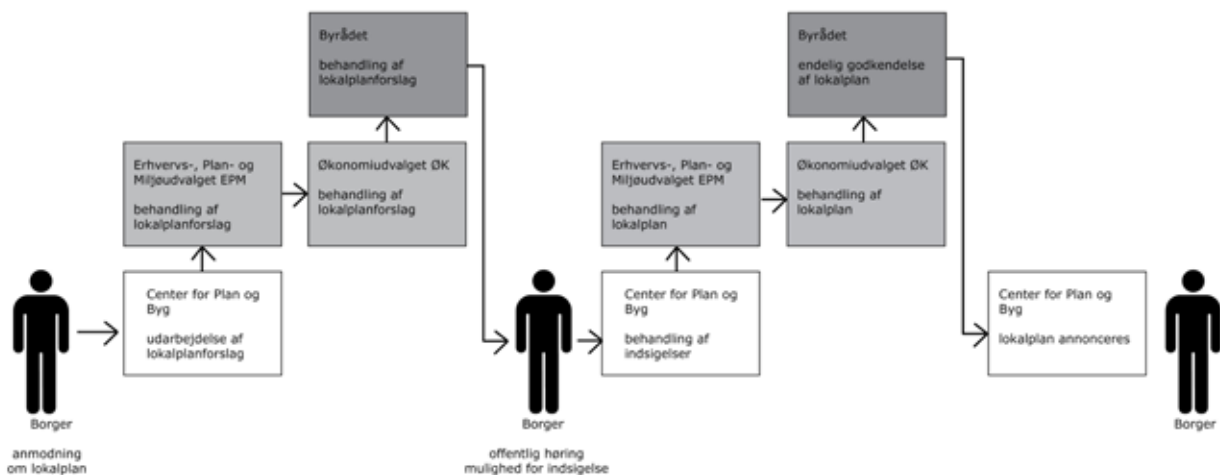 Borger
anmodning
om lokalplan
Center for Plan og
Byg
udarbejdelse af
lokalplanforslag
Erhvervs-, Plan- og
Miljøudvalget EPM
behandling af
lokalplanforslag
Økonomiudvalget ØK
behandling af
lokalplanforslag
Byrådet
behandling af
lokalplanforslag
Borger
offentlig høring
mulighed for indsigelse
Center for Plan og
Byg
behandling af
indsigelser
Erhvervs-, Plan- og
Miljøudvalget EPM
behandling af
lokalplan
Økonomiudvalget ØK
behandling af
lokalplan
Byrådet
endelig godkendelse
af lokalplan
Center for Plan og
Byg
lokalplan annonceres
Borger